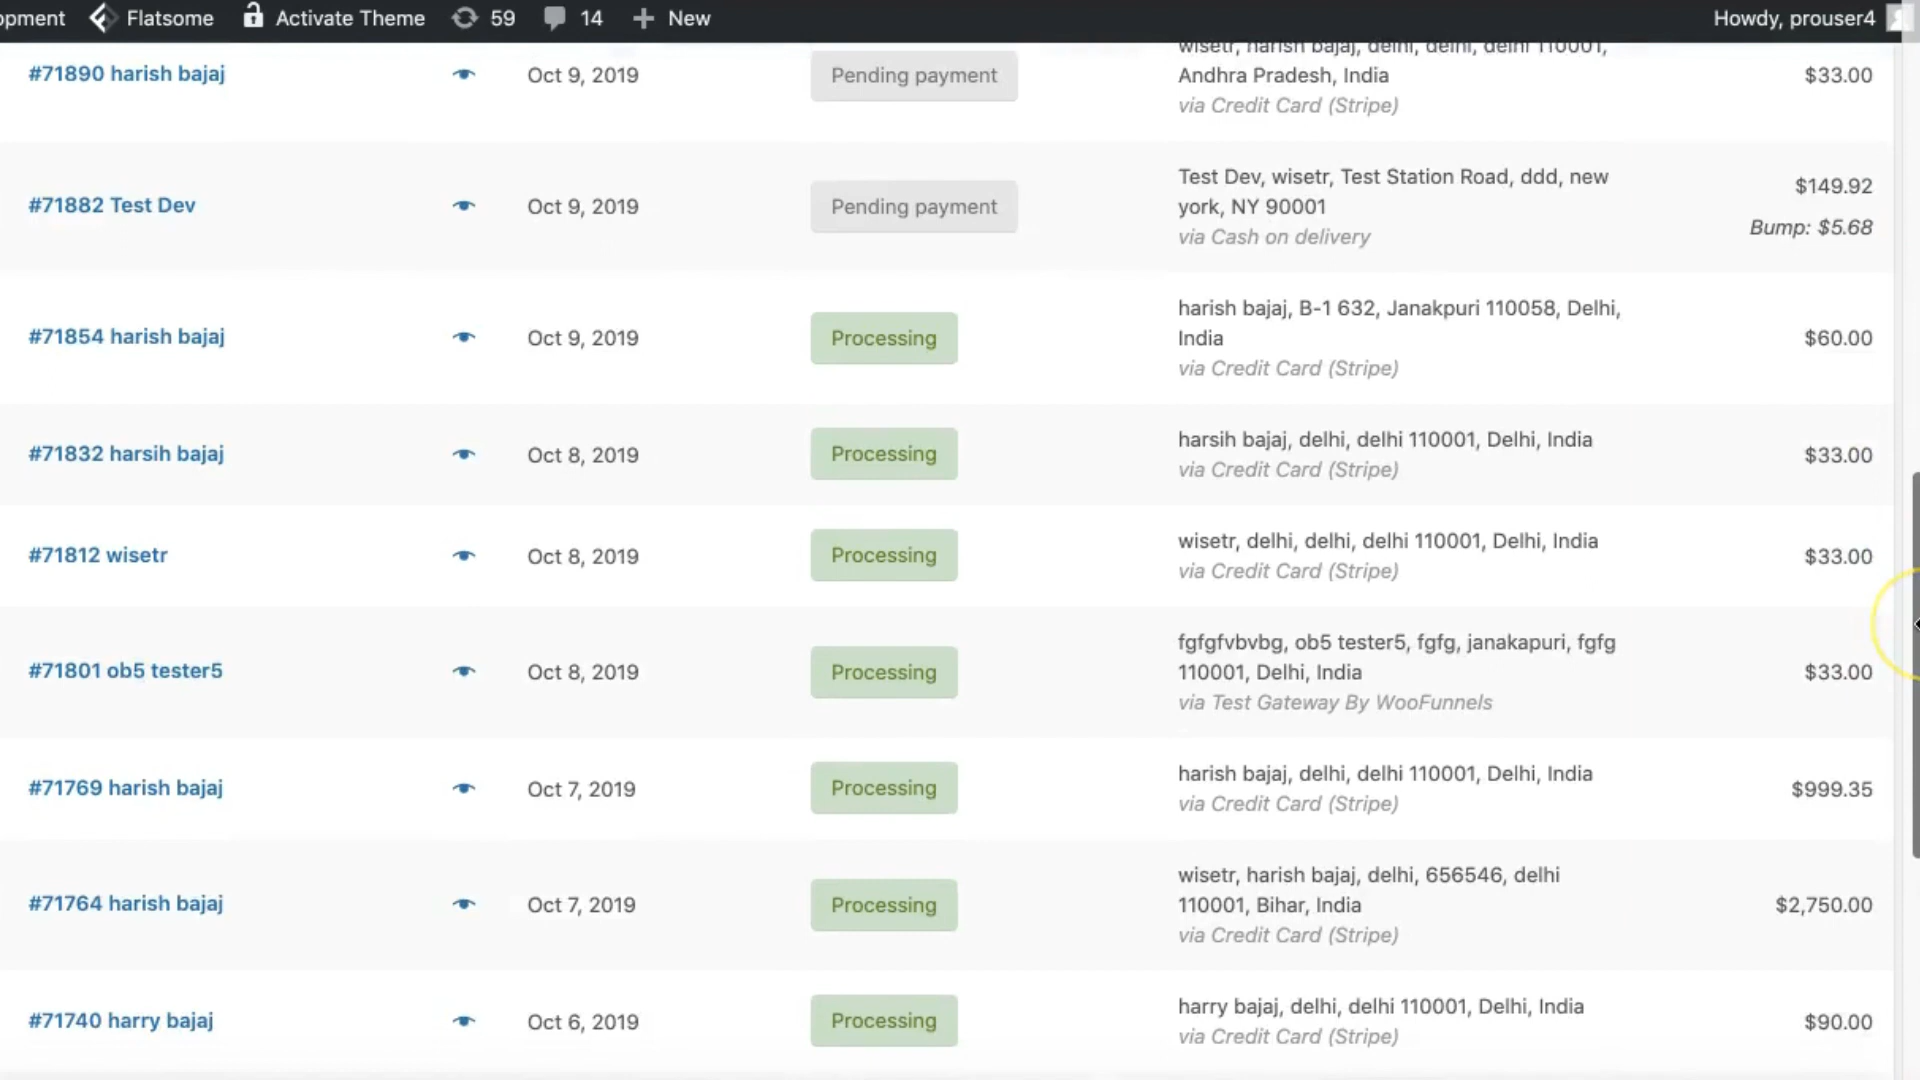 opment Flatsome Activate Theme 59 14 New Howdy, prouser4
wisetr, harish bajaj, delhi, delhi, delhi 110001,
#71890 harish bajaj Oct 9, 2019 Pending payment Andhra Pradesh, India $33.00
via Credit Card (Stripe)
Test Dev, wisetr, Test Station Road, ddd, new
$149.92
#71882 Test Dev Oct 9, 2019 Pending payment york, NY 90001
Bump: $5.68
via Cash on delivery
harish bajaj, B-1 632, Janakpuri 110058, Delhi,
#71854 harish bajaj Oct 9, 2019 Processing India $60.00
via Credit Card (Stripe)
harsih bajaj, delhi, delhi 110001, Delhi, India
#71832 harsih bajaj Oct 8, 2019 Processing $33.00
via Credit Card (Stripe)
wisetr, delhi, delhi, delhi 110001, Delhi, India
#71812 wisetr Oct 8, 2019 Processing $33.00
via Credit Card (Stripe)
fgfgfvbvbg, ob5 tester5, fgfg, janakapuri, fgfg
#71801 ob5 tester5 Oct 8, 2019 Processing 110001, Delhi, India $33.00
via Test Gateway By WooFunnels
harish bajaj, delhi, delhi 110001, Delhi, India
#71769 harish bajaj Oct 7, 2019 Processing $999.35
via Credit Card (Stripe)
wisetr, harish bajaj, delhi, 656546, delhi
#71764 harish bajaj Oct 7, 2019 Processing 110001, Bihar, India $2,750.00
via Credit Card (Stripe)
harry bajaj, delhi, delhi 110001, Delhi, India
#71740 harry bajaj Oct 6, 2019 Processing $90.00
via Credit Card (Stripe)